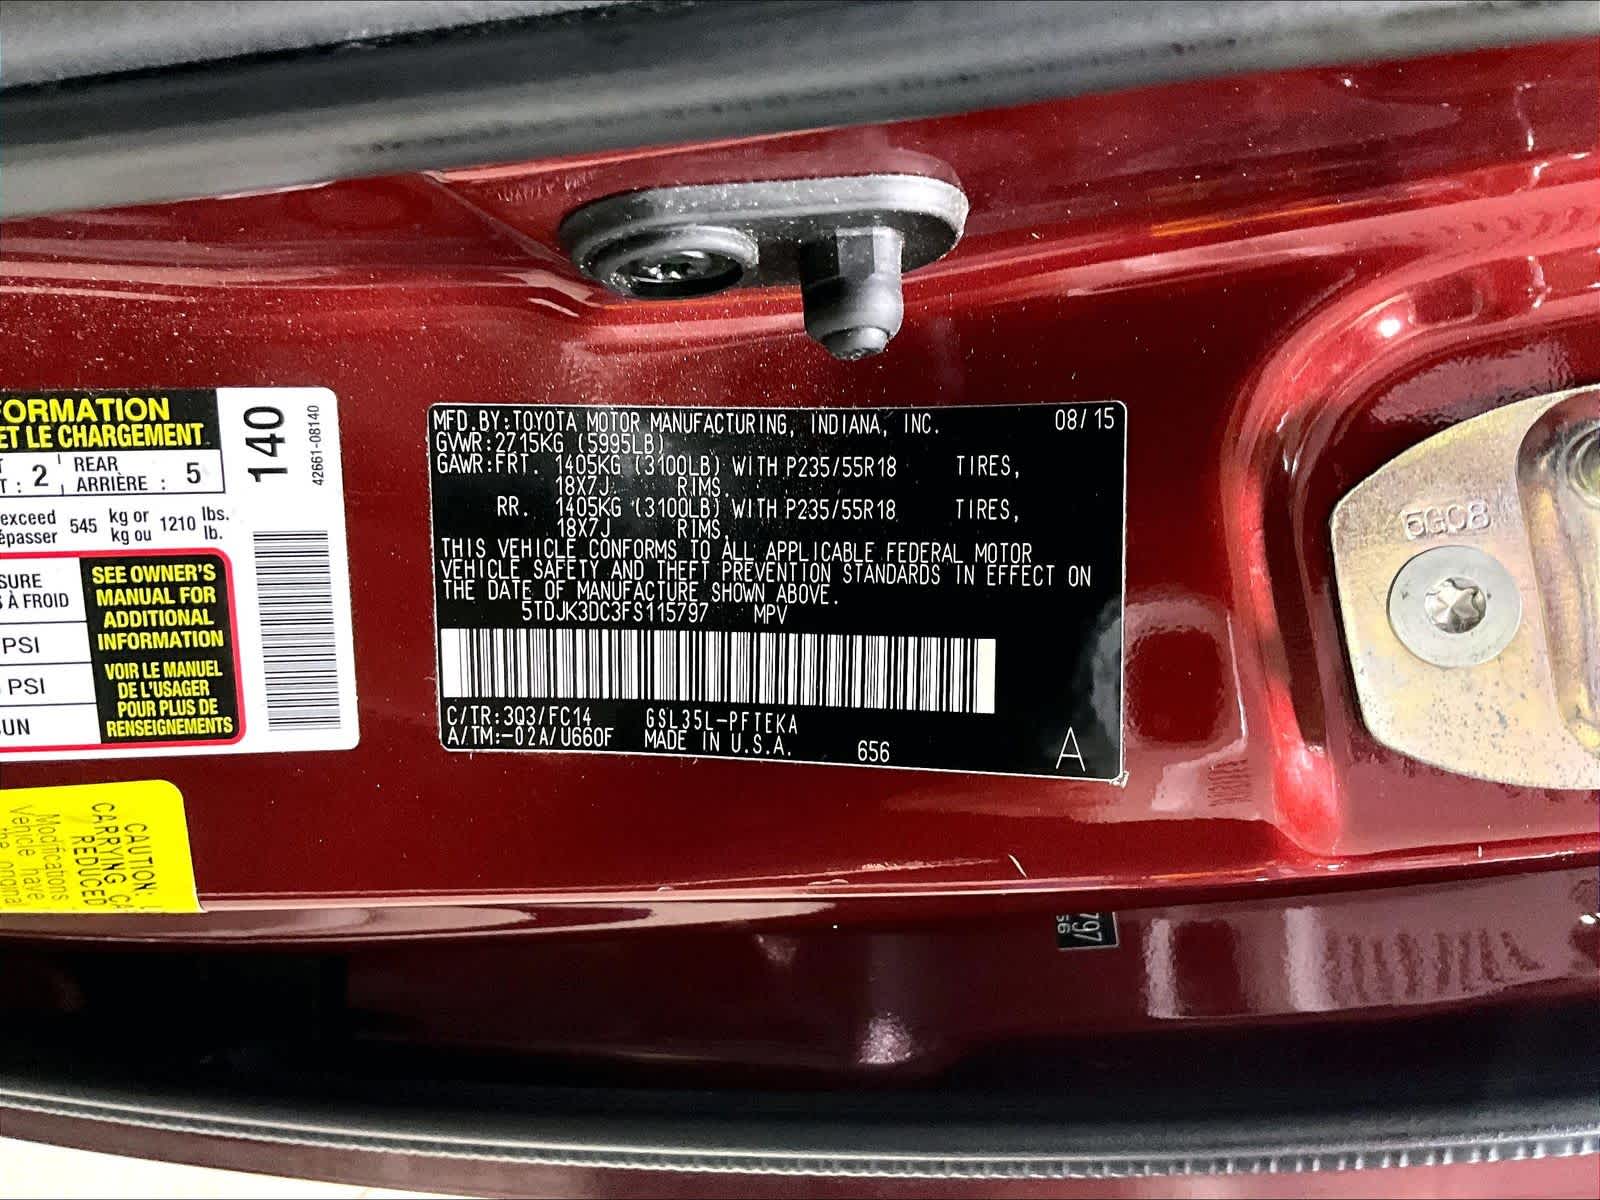 FORMATION
ET LE CHARGEMENT
2 REAR ARRIÈRE : 5
exceed
545 kg or kg ou 1210 lbs. lb.
SURE
À FROID
PSI
PSI
SEE OWNER'S
MANUAL FOR
ADDITIONAL
INFORMATION
VOIR LE MANUEL
DE L'USAGER
POUR PLUS DE
RENSEIGNEMENTS
140
42661-08140
MFD.BY:TOYOTA MOTOR MANUFACTURING, INDIANA, INC. 08/15
GVWR:2715KG (5995LB)
GAWR:FRT. 1405KG (3100LB) WITH P235/55R18 TIRES,
18X7J RIMS,
RR. 1405KG (3100LB) WITH P235/55R18 TIRES,
18X7J RIMS,
THIS VEHICLE CONFORMS TO ALL APPLICABLE FEDERAL MOTOR
VEHICLE SAFETY AND THEFT PREVENTION STANDARDS IN EFFECT ON
THE DATE OF MANUFACTURE SHOWN ABOVE.
5TDJK3DC3FS115797 MPV
C/TR:3Q3/FC14 GSL35L-PFTEKA
A/TM:-02A/U660F MADE IN U.S.A. 656
A
5GC8
CAUTION:
CARRYING CA
REDUCED
Modifications
Vehicle have
797
56